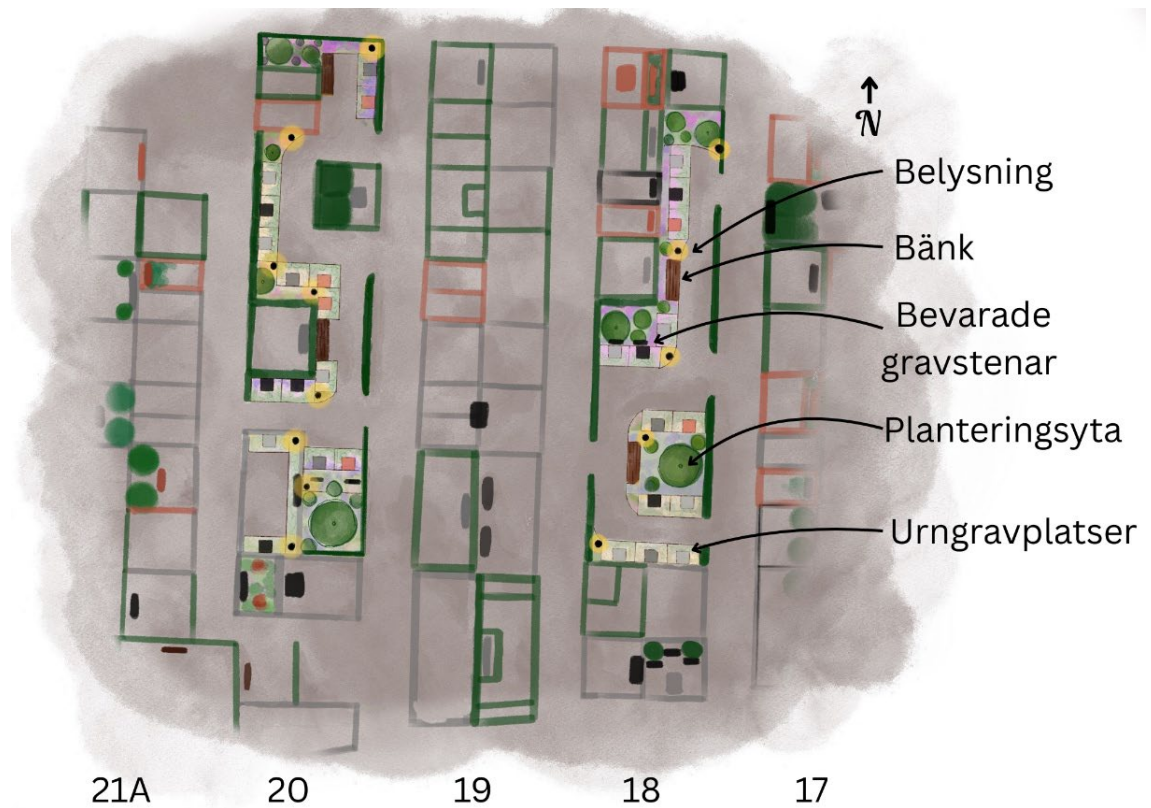 N
Belysning
Bänk
Bevarade
gravstenar
Planteringsyta
Urngravplatser
21A 20 19 18 17